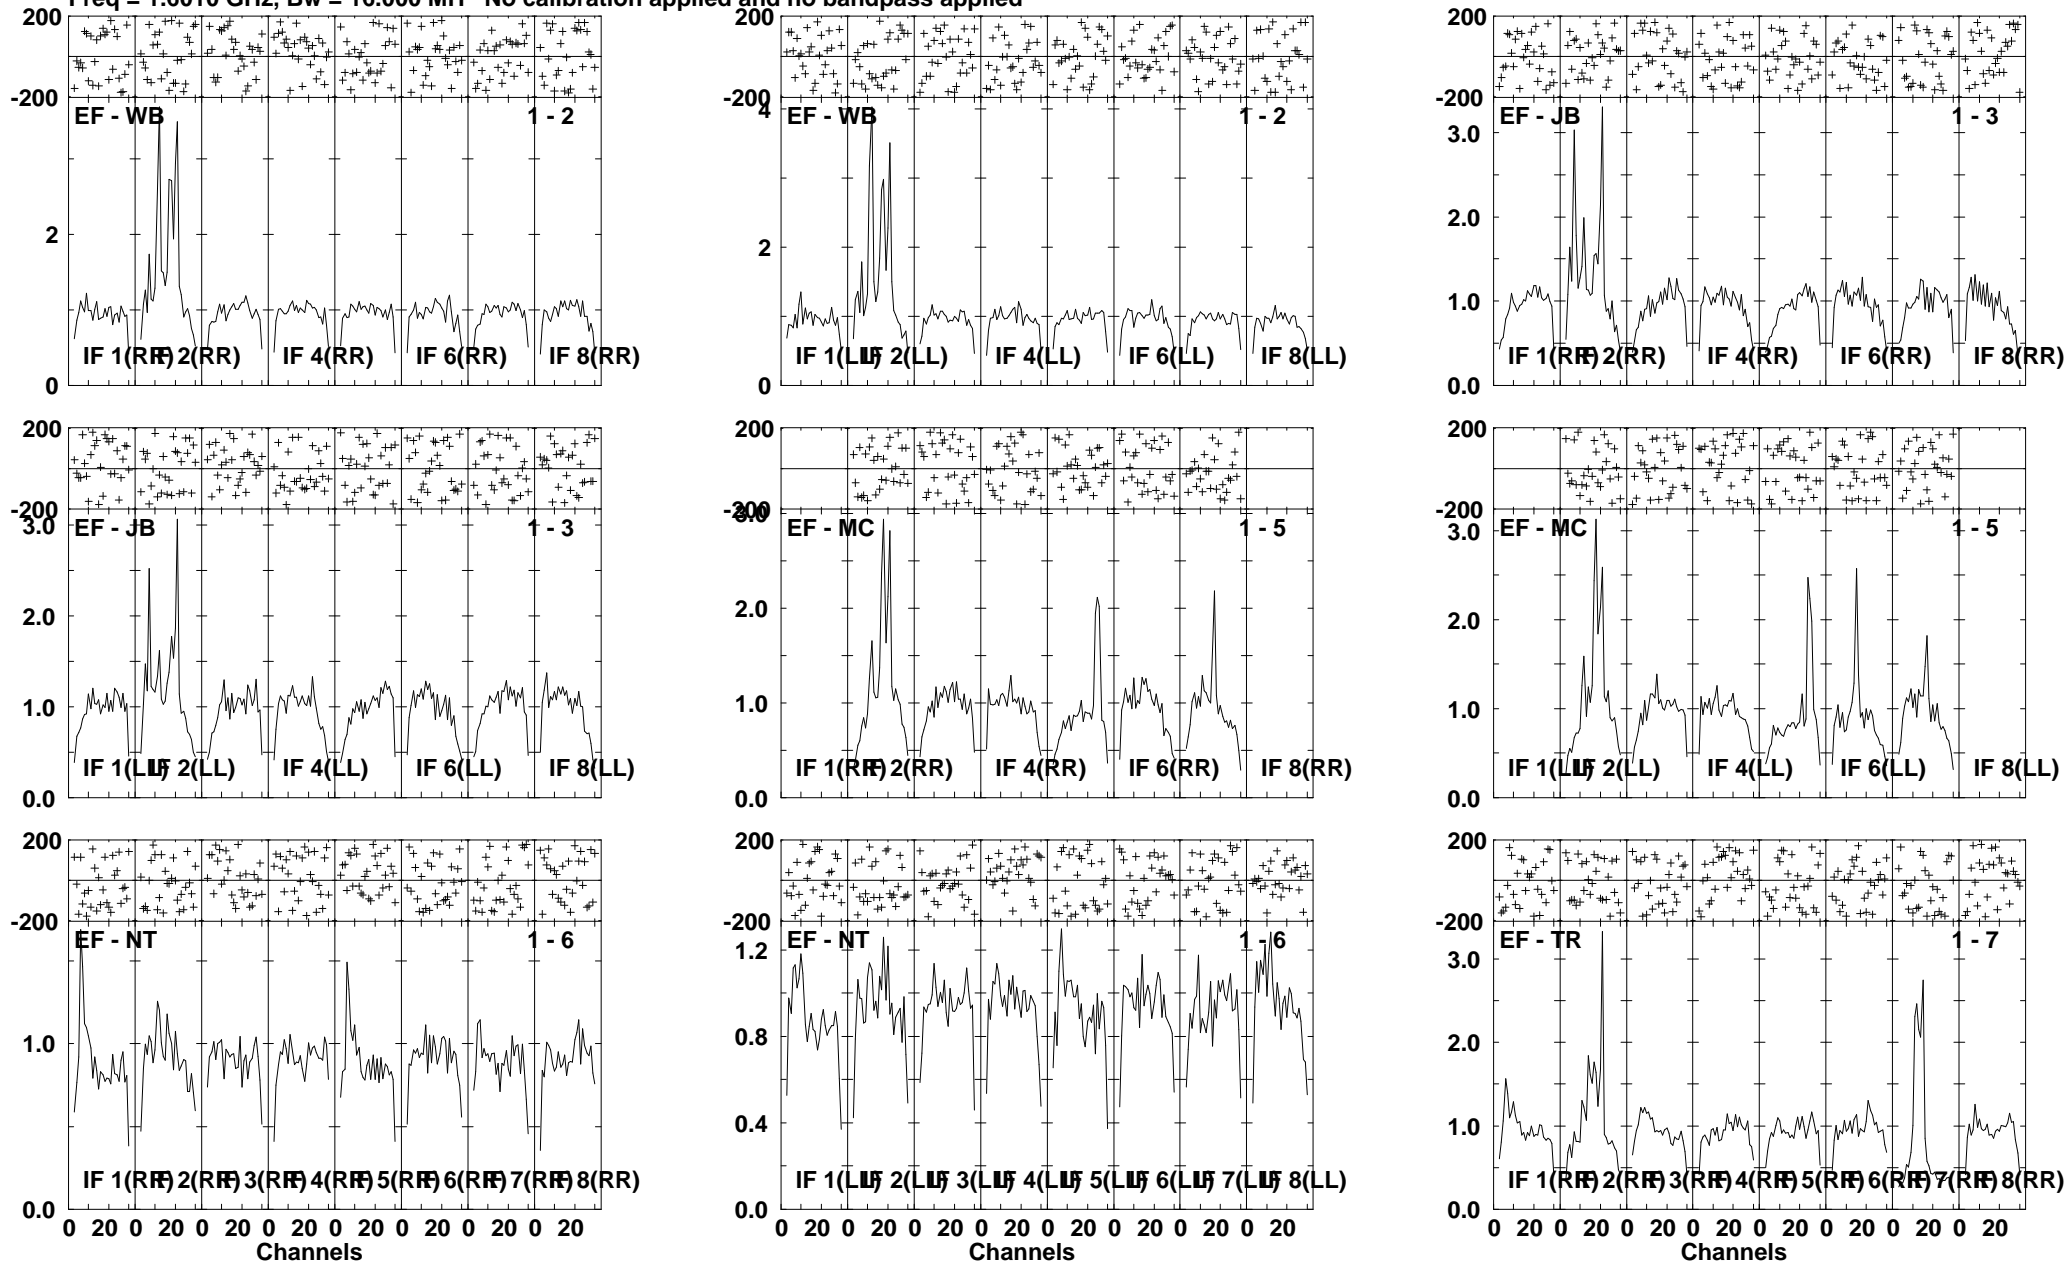 Freq = 1.6010 GHz, Bw = 16.000 MH No calibration applied and no bandpass applied
200 200 200
-200 -200 -200
EF - WB 1 - 2 EF - WB 1 - 2 EF - JB 1 - 3
4
3.0
2 2 2.0
1.0
IF 1(RR) IF 2(RR) IF 4(RR) IF 6(RR) IF 8(RR) IF 1(LL) IF 2(LL) IF 4(LL) IF 6(LL) IF 8(LL) IF 1(RR) IF 2(RR) IF 4(RR) IF 6(RR) IF 8(RR)
0 0 0.0
200 200 200
-200 -200 -200
EF - JB 1 - 3 EF - MC 1 - 5 EF - MC 1 - 5
3.0 3.0 3.0
2.0 2.0 2.0
1.0 1.0 1.0
IF 1(LL) IF 2(LL) IF 4(LL) IF 6(LL) IF 8(LL) IF 1(RR) IF 2(RR) IF 4(RR) IF 6(RR) IF 8(RR) IF 1(LL) IF 2(LL) IF 4(LL) IF 6(LL) IF 8(LL)
0.0 0.0 0.0
200 200 200
-200 -200 -200
EF - NT 1 - 6 EF - NT 1 - 6 EF - TR 1 - 7
1.2 3.0
1.0 0.8 2.0
0.4 1.0
IF 1(RR) IF 2(RR) IF 3(RR) IF 4(RR) IF 5(RR) IF 6(RR) IF 7(RR) IF 8(RR) IF 1(LL) IF 2(LL) IF 3(LL) IF 4(LL) IF 5(LL) IF 6(LL) IF 7(LL) IF 8(LL) IF 1(RR) IF 2(RR) IF 3(RR) IF 4(RR) IF 5(RR) IF 6(RR) IF 7(RR) IF 8(RR)
0.0 0.0 0.0
0 20 0 20 0 20 0 20 0 20 0 20 0 20 0 20 0 20 0 20 0 20 0 20 0 20 0 20 0 20 0 20 0 20 0 20 0 20 0 20 0 20 0 20 0 20 0 20
Channels Channels